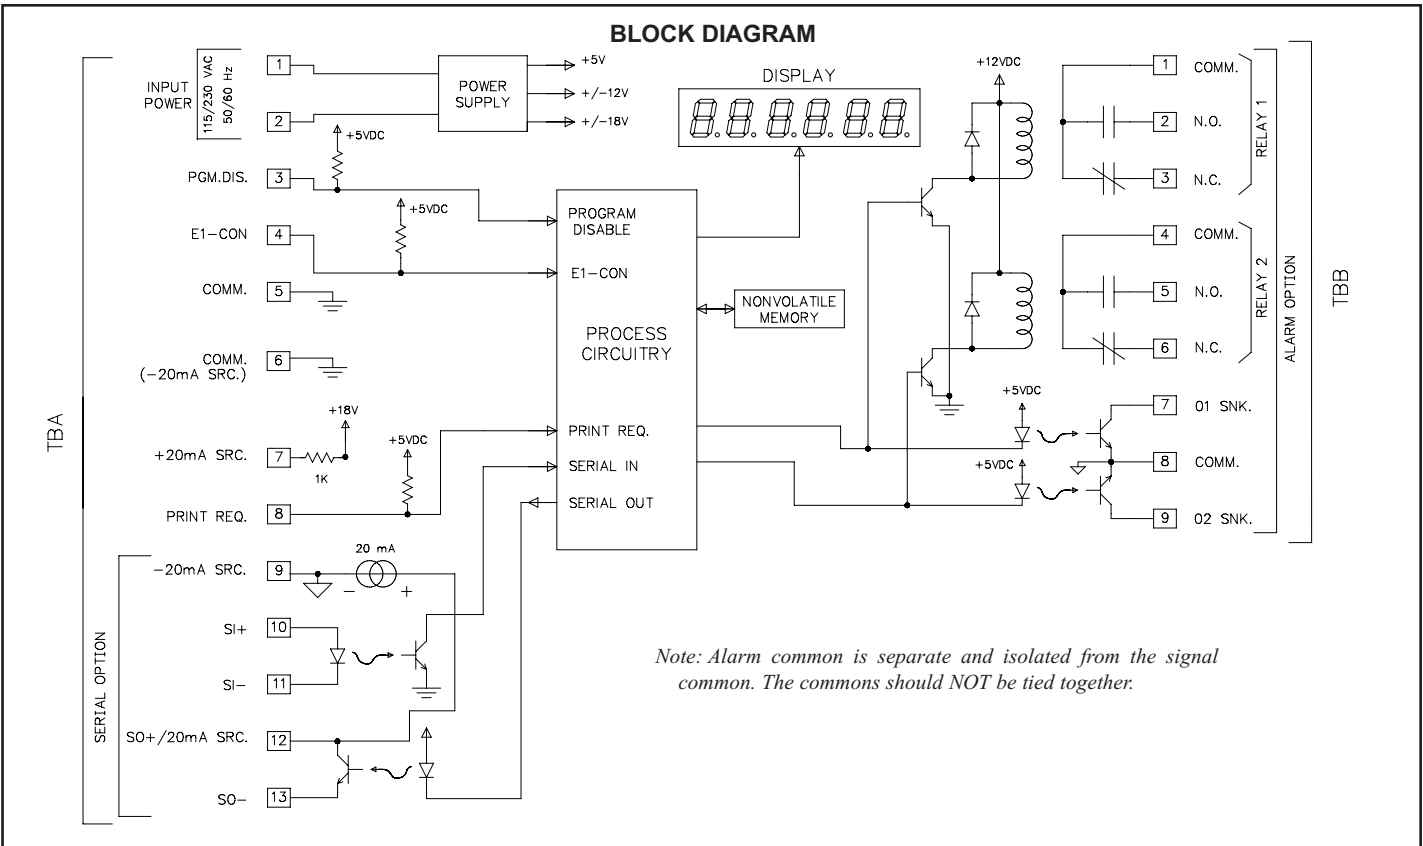 BLOCK DIAGRAM
TBA
INPUT
POWER
115/230 VAC
50/60 Hz
1
2
POWER
SUPPLY
+5V
+/-12V
+/-18V
+5VDC
PGM.DIS.
3
+5VDC
E1-CON
4
COMM.
5
COMM.
(-20mA SRC.)
6
+18V
+20mA SRC.
7
1K
+5VDC
PRINT REQ.
8
SERIAL OPTION
-20mA SRC.
9
20 mA
-
+
SI+
10
SI-
11
SO+/20mA SRC.
12
SO-
13
PROGRAM
DISABLE
E1-CON
PROCESS
CIRCUITRY
PRINT REQ.
SERIAL IN
SERIAL OUT
DISPLAY
8.8.8.8.8.8.
NONVOLATILE
MEMORY
+12VDC
+5VDC
+5VDC
1
COMM.
2
N.O.
3
N.C.
RELAY 1
4
COMM.
5
N.O.
6
N.C.
RELAY 2
7
O1 SNK.
8
COMM.
9
O2 SNK.
ALARM OPTION
TBB
Note: Alarm common is separate and isolated from the signal
common. The commons should NOT be tied together.